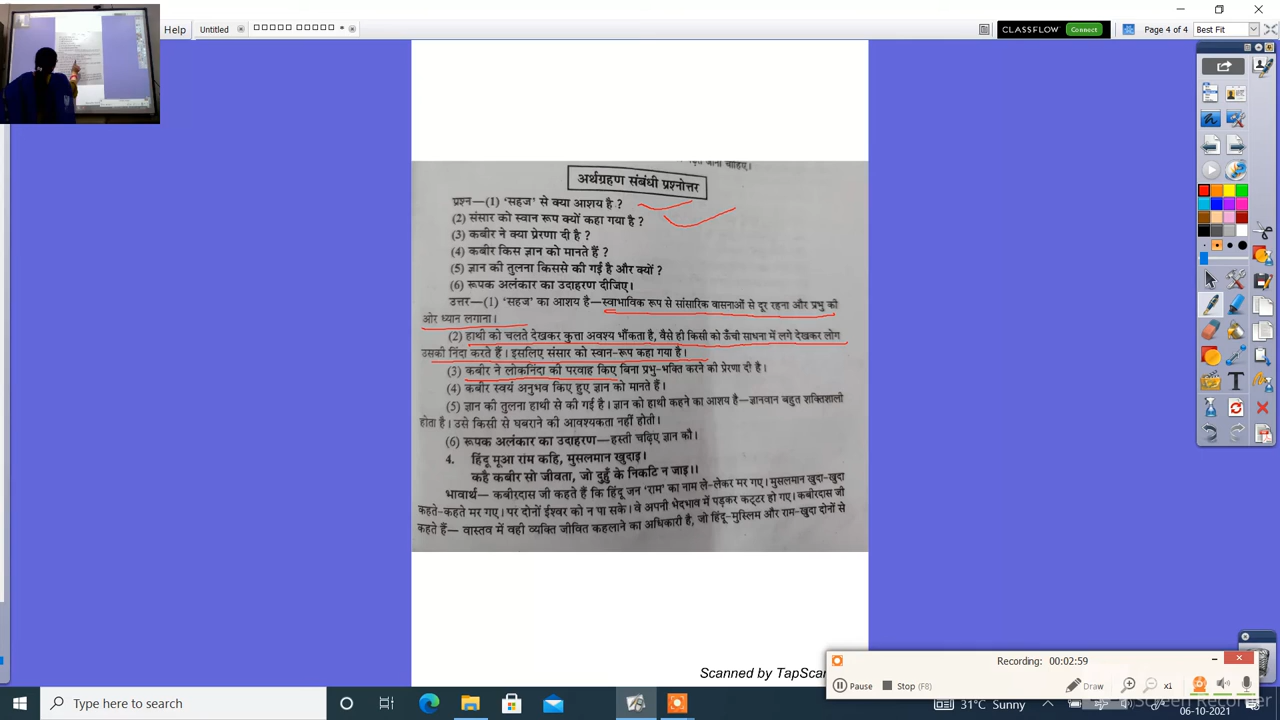 Help
Untitled
CLASSFLOW Connect
Page 4 of 4
Best Fit
जाना चाहिए।
अर्थग्रहण संबंधी प्रश्नोत्तर
प्रश्न—(1) 'सहज' से क्या आशय है ?
(2) संसार को स्वान रूप क्यों कहा गया है ?
(3) कबीर ने क्या प्रेरणा दी है ?
(4) कबीर किस ज्ञान को मानते हैं ?
(5) ज्ञान की तुलना किससे की गई है और क्यों ?
(6) रूपक अलंकार का उदाहरण दीजिए।
उत्तर—(1) 'सहज' का आशय है—स्वाभाविक रूप से सांसारिक वासनाओं से दूर रहना और प्रभु की
ओर ध्यान लगाना।
(2) हाथी को चलते देखकर कुत्ता अवश्य भौंकता है, वैसे ही किसी को ऊँची साधना में लगे देखकर लोग
उसकी निंदा करते हैं। इसलिए संसार को स्वान-रूप कहा गया है।
(3) कबीर ने लोकनिंदा की परवाह किए बिना प्रभु-भक्ति करने की प्रेरणा दी है।
(4) कबीर स्वयं अनुभव किए हुए ज्ञान को मानते हैं।
(5) ज्ञान की तुलना हाथी से की गई है। ज्ञान को हाथी कहने का आशय है—ज्ञानवान बहुत शक्तिशाली
होता है। उसे किसी से घबराने की आवश्यकता नहीं होती।
(6) रूपक अलंकार का उदाहरण—हस्ती चढ़िए ज्ञान कौ।
4. हिंदू मूआ राम कहि, मुसलमान खुदाइ।
कहै कबीर सो जीवता, जो दुहुँ के निकटि न जाइ।।
भावार्थ— कबीरदास जी कहते हैं कि हिंदू जन 'राम' का नाम ले-लेकर मर गए। मुसलमान खुदा-खुदा
कहते-कहते मर गए। पर दोनों ईश्वर को न पा सके। वे अपनी भेदभाव में पड़कर कट्टर हो गए। कबीरदास जी
कहते हैं— वास्तव में वही व्यक्ति जीवित कहलाने का अधिकारी है, जो हिंदू-मुस्लिम और राम-खुदा दोनों से
Scanned by TapScan
Recording: 00:02:59
Pause Stop (F8) Draw x1
Screen Recorder
Type here to search
31°C Sunny
06-10-2021